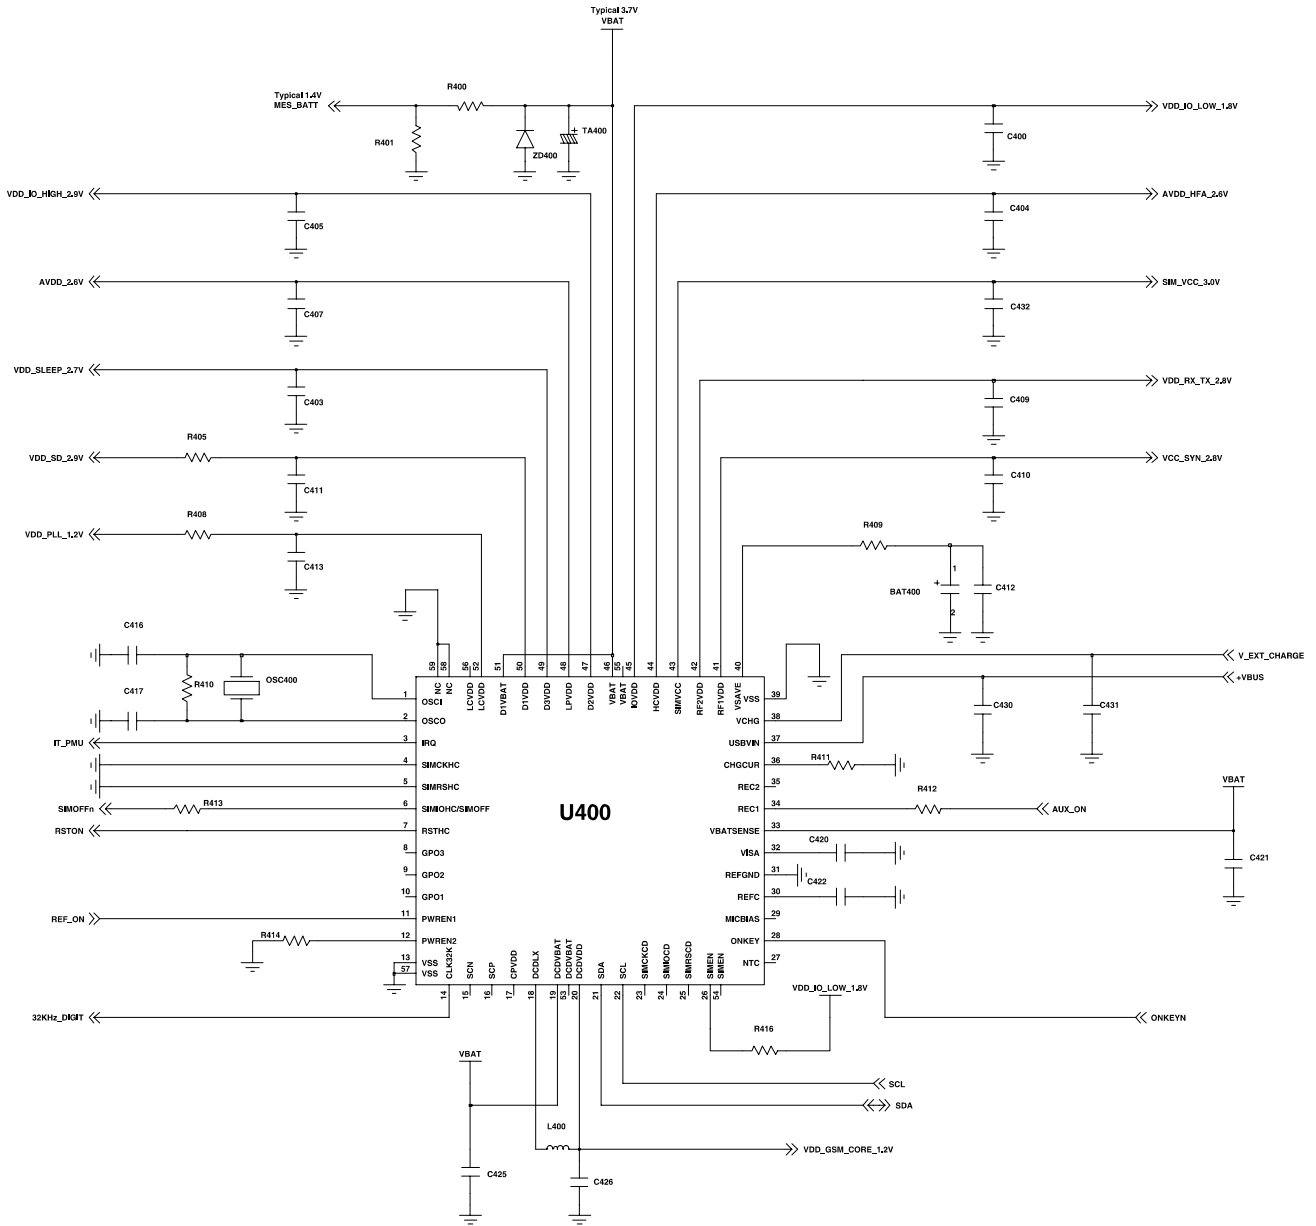 Typical 3.7V
VBAT
R400
Typical 1.4V
MES_BATT
VDD_IO_LOW_1.8V
R401
TA400
ZD400
C400
VDD_IO_HIGH_2.9V
AVDD_HFA_2.6V
C405
C404
AVDD_2.6V
SIM_VCC_3.0V
C407
C432
VDD_SLEEP_2.7V
VDD_RX_TX_2.8V
C403
C409
R405
VDD_SD_2.9V
VCC_SYN_2.8V
C411
C410
R408
R409
VDD_PLL_1.2V
C413
1
+
BAT400
C412
2
C416
R410
OSC400
C417
59 58 56 52 51 50 49 48 47 46 55 45 44 43 42 41 40
NC NC LCVDD LCVDD D1VBAT D1VDD D3VDD LPVDD D2VDD VBAT VBAT IOVDD HCVDD SIMVCC RF2VDD RF1VDD VSAVE
V_EXT_CHARGE
+VBUS
C430
C431
1 OSCI
VSS 39
2 OSCO
VCHG 38
IT_PMU
3 IRQ
USBVIN 37
4 SIMCKHC
CHGCUR 36
R411
5 SIMRSHC
REC2 35
VBAT
SIMOFFn
R413
6 SIMIOHC/SIMOFF
U400
REC1 34
R412
AUX_ON
RSTON
7 RSTHC
VBATSENSE 33
8 GPO3
VISA 32
C420
C421
9 GPO2
REFGND 31
C422
10 GPO1
REFC 30
REF_ON
11 PWREN1
MICBIAS 29
R414
12 PWREN2
ONKEY 28
13 VSS
NTC 27
57 VSS
CLK32K SCN SCP CPVDD DCDLX DCDVBAT DCDVBAT DCDVDD SDA SCL SIMCKCD SIMIOCD SIMRSCD SIMEN SIMEN
14 15 16 17 18 19 53 20 21 22 23 24 25 26 54
VDD_IO_LOW_1.8V
32KHz_DIGIT
ONKEYN
R416
VBAT
SCL
SDA
L400
VDD_GSM_CORE_1.2V
C425
C426